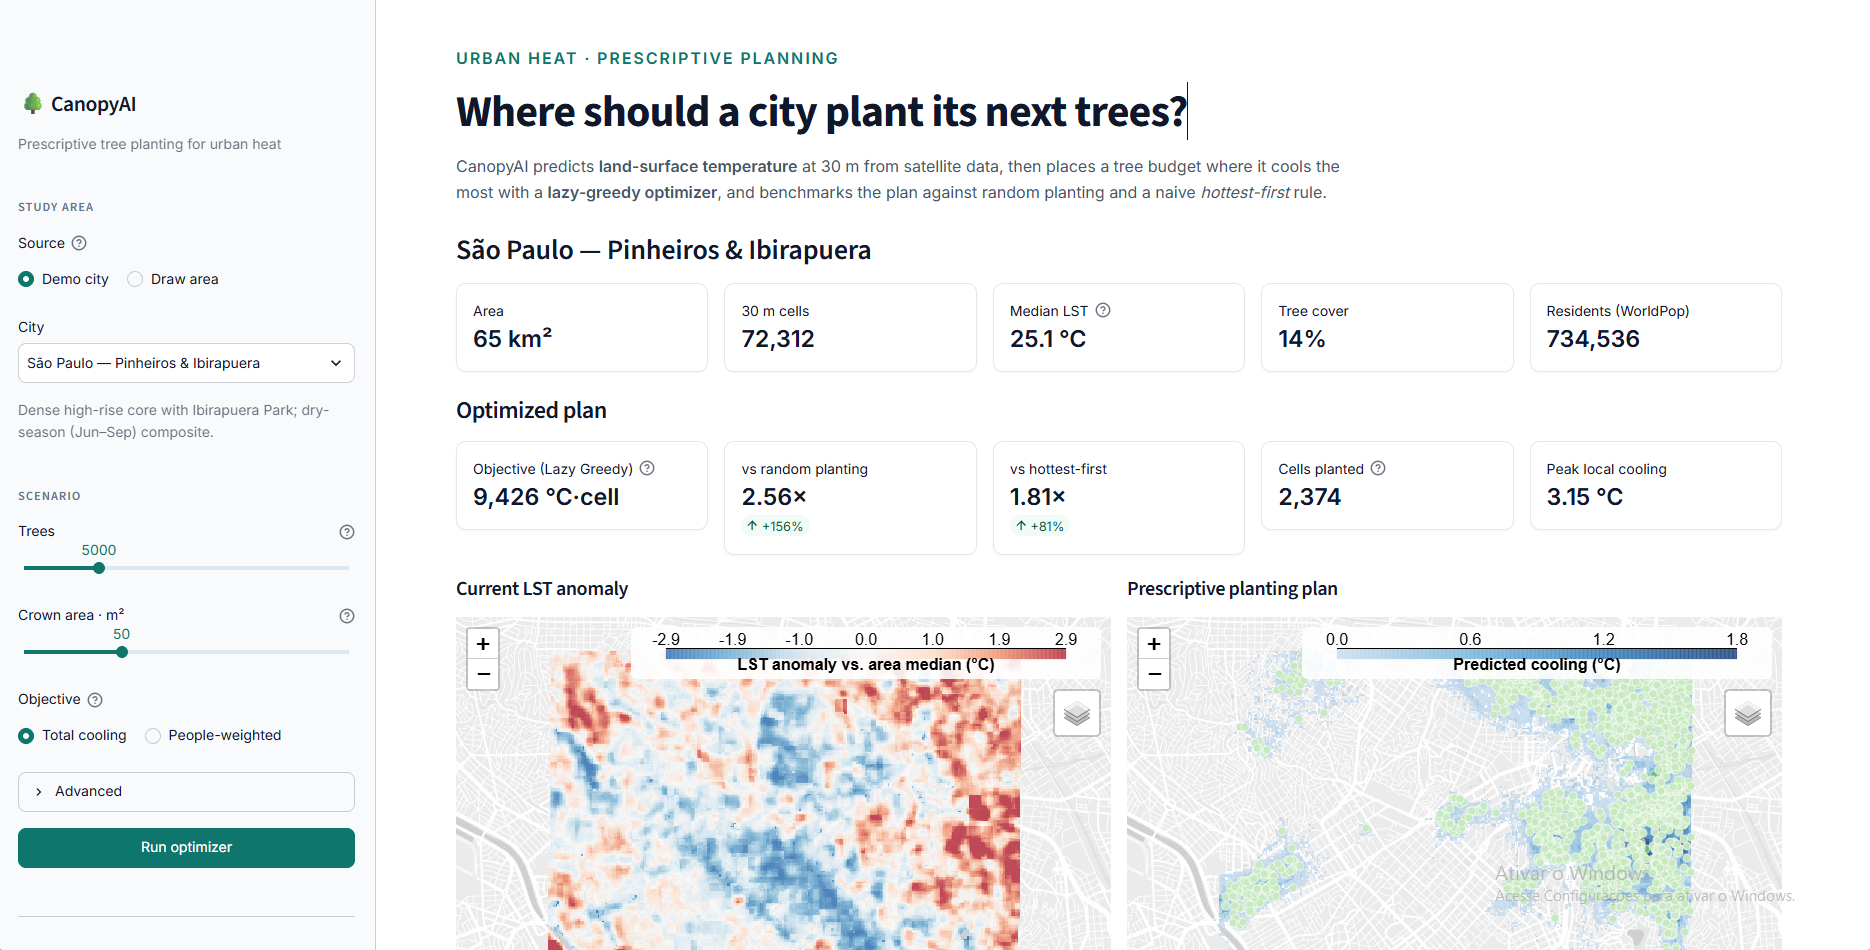 CanopyAI
Prescriptive tree planting for urban heat
STUDY AREA
Source
Demo city
Draw area
City
São Paulo — Pinheiros & Ibirapuera
Dense high-rise core with Ibirapuera Park; dry-
season (Jun–Sep) composite.
SCENARIO
Trees
5000
Crown area · m²
50
Objective
Total cooling
People-weighted
Advanced
Run optimizer
URBAN HEAT · PRESCRIPTIVE PLANNING
Where should a city plant its next trees?
CanopyAI predicts land-surface temperature at 30 m from satellite data, then places a tree budget where it cools the
most with a lazy-greedy optimizer, and benchmarks the plan against random planting and a naive hottest-first rule.
São Paulo — Pinheiros & Ibirapuera
Area
65 km²
30 m cells
72,312
Median LST
25.1 °C
Tree cover
14%
Residents (WorldPop)
734,536
Optimized plan
Objective (Lazy Greedy)
9,426 °C·cell
vs random planting
2.56×
↑ +156%
vs hottest-first
1.81×
↑ +81%
Cells planted
2,374
Peak local cooling
3.15 °C
Current LST anomaly
+
−
-2.9 -1.9 -1.0 0.0 1.0 1.9 2.9
LST anomaly vs. area median (°C)
Prescriptive planting plan
+
−
0.0 0.6 1.2 1.8
Predicted cooling (°C)
Ativar o Windows
Acesse Configurações para ativar o Windows.